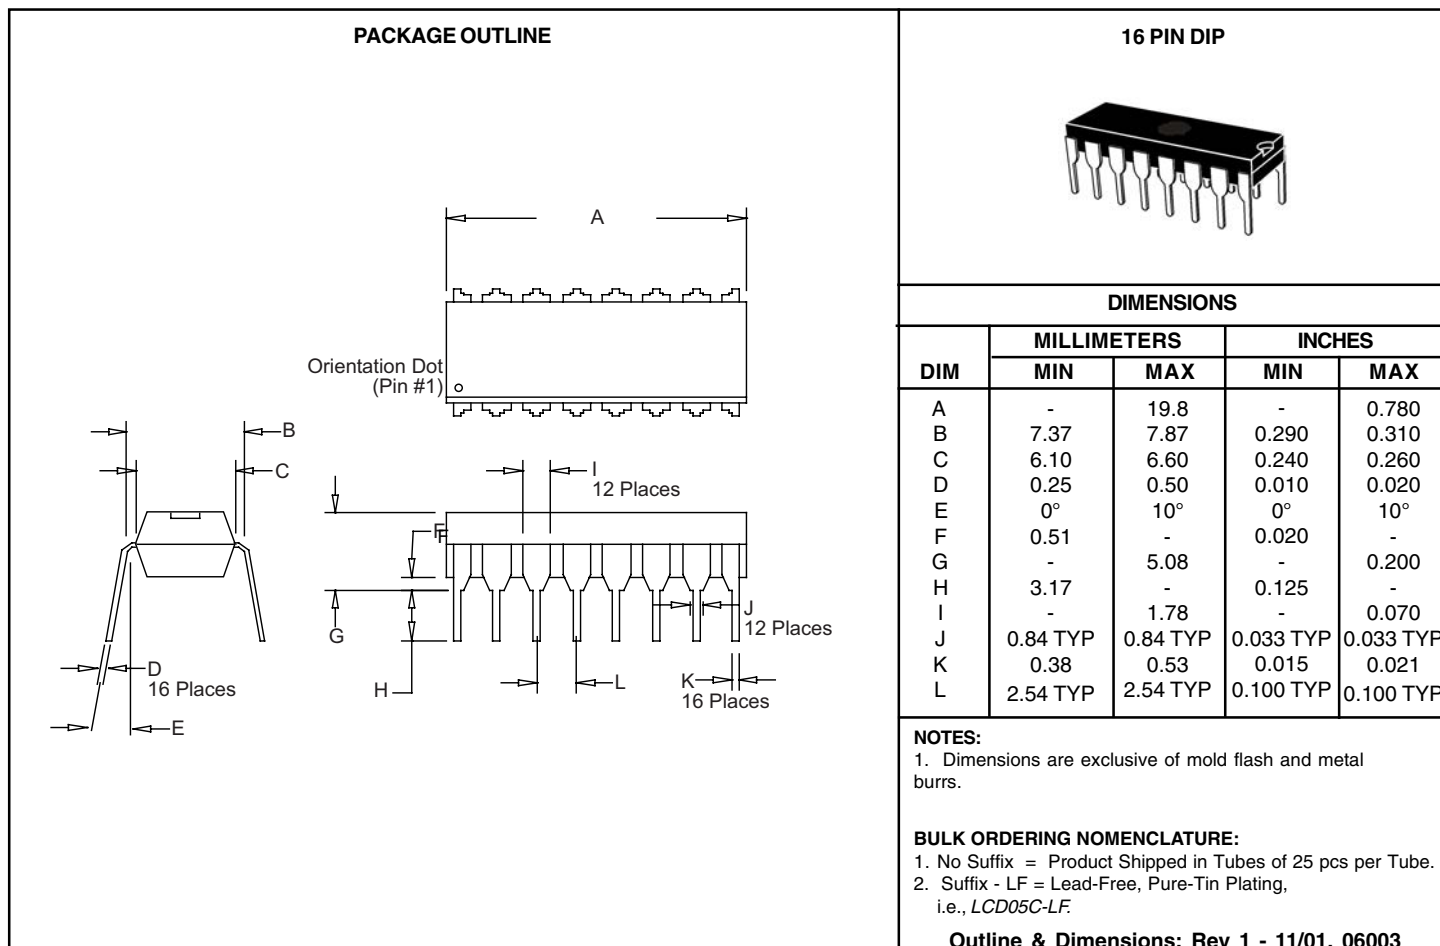 PACKAGE OUTLINE
A
Orientation Dot
(Pin #1)
B
C
I
12 Places
F
F
J
12 Places
G
D
16 Places
H
L
K
16 Places
E
16 PIN DIP
DIMENSIONS
MILLIMETERS INCHES
DIM MIN MAX MIN MAX
A - 19.8 - 0.780
B 7.37 7.87 0.290 0.310
C 6.10 6.60 0.240 0.260
D 0.25 0.50 0.010 0.020
E 0° 10° 0° 10°
F 0.51 - 0.020 -
G - 5.08 - 0.200
H 3.17 - 0.125 -
I - 1.78 - 0.070
J 0.84 TYP 0.84 TYP 0.033 TYP 0.033 TYP
K 0.38 0.53 0.015 0.021
L 2.54 TYP 2.54 TYP 0.100 TYP 0.100 TYP
NOTES:
1. Dimensions are exclusive of mold flash and metal
burrs.
BULK ORDERING NOMENCLATURE:
1. No Suffix = Product Shipped in Tubes of 25 pcs per Tube.
2. Suffix - LF = Lead-Free, Pure-Tin Plating,
i.e., LCD05C-LF.
Outline & Dimensions: Rev 1 - 11/01, 06003